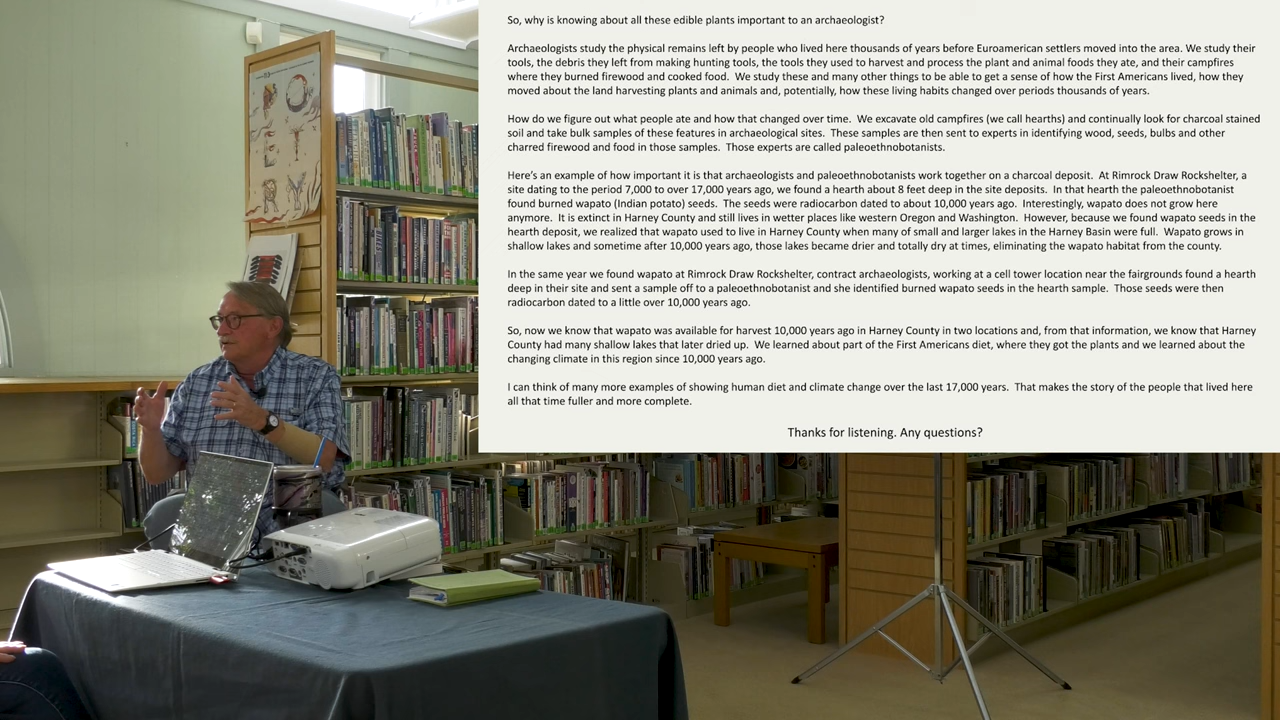 So, why is knowing about all these edible plants important to an archaeologist?
Archaeologists study the physical remains left by people who lived here thousands of years before Euroamerican settlers moved into the area. We study their
tools, the debris they left from making hunting tools, the tools they used to harvest and process the plant and animal foods they ate, and their campfires
where they burned firewood and cooked food. We study these and many other things to be able to get a sense of how the First Americans lived, how they
moved about the land harvesting plants and animals and, potentially, how these living habits changed over periods thousands of years.
How do we figure out what people ate and how that changed over time. We excavate old campfires (we call hearths) and continually look for charcoal stained
soil and take bulk samples of these features in archaeological sites. These samples are then sent to experts in identifying wood, seeds, bulbs and other
charred firewood and food in those samples. Those experts are called paleoethnobotanists.
Here's an example of how important it is that archaeologists and paleoethnobotanists work together on a charcoal deposit. At Rimrock Draw Rockshelter, a
site dating to the period 7,000 to over 17,000 years ago, we found a hearth about 8 feet deep in the site deposits. In that hearth the paleoethnobotanist
found burned wapato (Indian potato) seeds. The seeds were radiocarbon dated to about 10,000 years ago. Interestingly, wapato does not grow here
anymore. It is extinct in Harney County and still lives in wetter places like western Oregon and Washington. However, because we found wapato seeds in the
hearth deposit, we realized that wapato used to live in Harney County when many of small and larger lakes in the Harney Basin were full. Wapato grows in
shallow lakes and sometime after 10,000 years ago, those lakes became drier and totally dry at times, eliminating the wapato habitat from the county.
In the same year we found wapato at Rimrock Draw Rockshelter, contract archaeologists, working at a cell tower location near the fairgrounds found a hearth
deep in their site and sent a sample off to a paleoethnobotanist and she identified burned wapato seeds in the hearth sample. Those seeds were then
radiocarbon dated to a little over 10,000 years ago.
So, now we know that wapato was available for harvest 10,000 years ago in Harney County in two locations and, from that information, we know that Harney
County had many shallow lakes that later dried up. We learned about part of the First Americans diet, where they got the plants and we learned about the
changing climate in this region since 10,000 years ago.
I can think of many more examples of showing human diet and climate change over the last 17,000 years. That makes the story of the people that lived here
all that time fuller and more complete.
Thanks for listening. Any questions?
POETRY